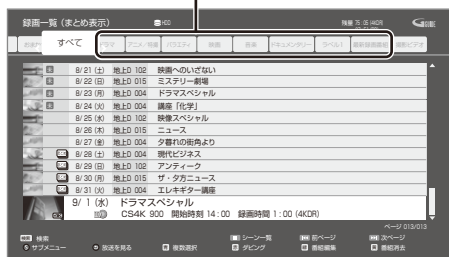 録画一覧（まとめ表示） HDD 残量 75:05 (4KDR) GUIDE
すべて ドラマ アニメ/特撮 バラエティ 映画 音楽 ドキュメンタリー ラベル1 最新録画番組 撮影ビデオ
8/21 (土) 地上D 102 映画へのいざない
8/22 (日) 地上D 015 ミステリー劇場
8/23 (月) 地上D 004 ドラマスペシャル
8/24 (火) 地上D 004 講座「化学」
8/25 (水) 地上D 102 映像スペシャル
8/26 (木) 地上D 015 ニュース
8/27 (金) 地上D 004 夕暮れの街角より
8/28 (土) 地上D 004 現代ビジネス
8/29 (日) 地上D 102 アンティーク
8/30 (月) 地上D 015 ザ・夕方ニュース
8/31 (火) 地上D 004 エレキギター講座
9/ 1 (水) ドラマスペシャル
CS4K 900 開始時刻 14:00 録画時間 1:00 (4KDR)
ページ 013/013
検索 シーン一覧 前ページ 次ページ
S サブメニュー 放送を見る 複数選択 ダビング 番組編集 番組消去